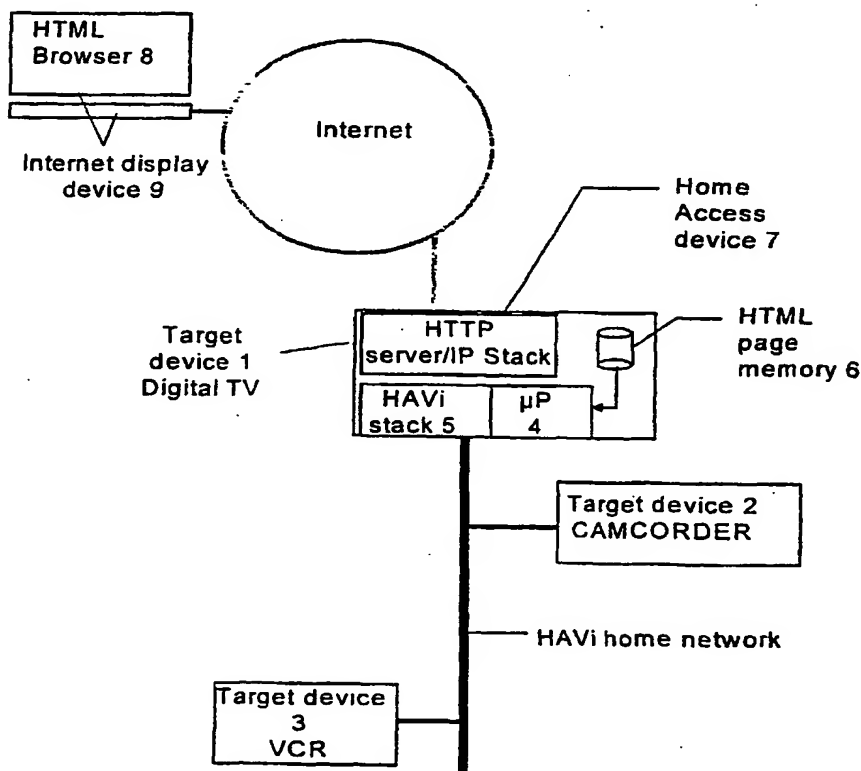 HTML
Browser 8
Internet
Internet display
device 9
Home
Access
device 7
Target
device 1
Digital TV
HTTP
server/IP Stack
HTML
page
memory 6
HAVi
stack 5
µP
4
Target device 2
CAMCORDER
HAVi home network
Target device
3
VCR